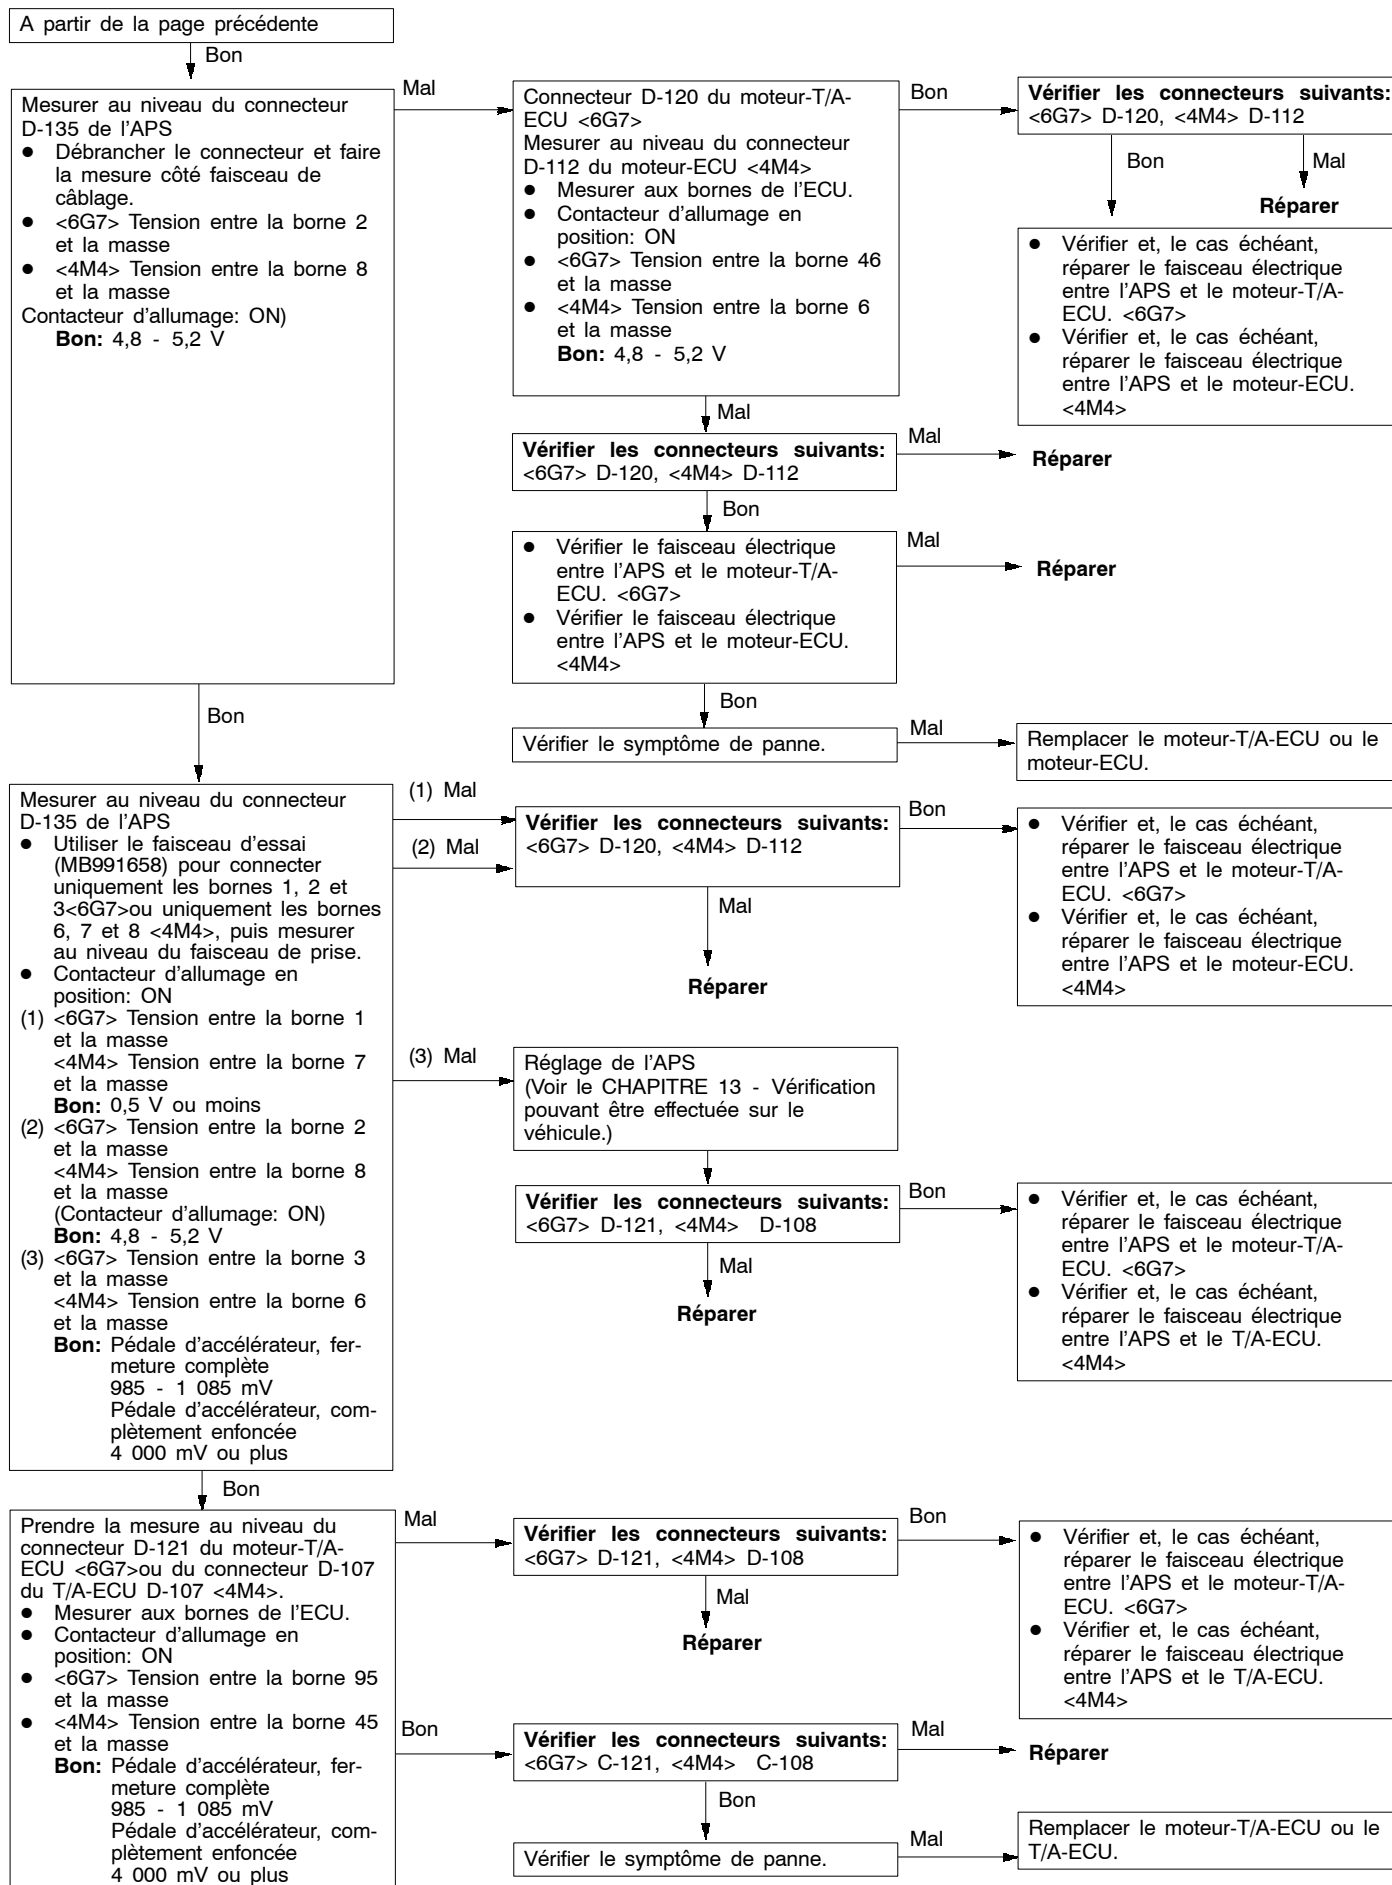 A partir de la page précédente
Bon
Mesurer au niveau du connecteur
D-135 de l'APS
● Débrancher le connecteur et faire
la mesure côté faisceau de
câblage.
● <6G7> Tension entre la borne 2
et la masse
● <4M4> Tension entre la borne 8
et la masse
Contacteur d'allumage: ON)
Bon: 4,8 - 5,2 V
Mal
Connecteur D-120 du moteur-T/A-
ECU <6G7>
Mesurer au niveau du connecteur
D-112 du moteur-ECU <4M4>
● Mesurer aux bornes de l'ECU.
● Contacteur d'allumage en
position: ON
● <6G7> Tension entre la borne 46
et la masse
● <4M4> Tension entre la borne 6
et la masse
Bon: 4,8 - 5,2 V
Bon
Vérifier les connecteurs suivants:
<6G7> D-120, <4M4> D-112
Bon
Mal
Réparer
● Vérifier et, le cas échéant,
réparer le faisceau électrique
entre l'APS et le moteur-T/A-
ECU. <6G7>
● Vérifier et, le cas échéant,
réparer le faisceau électrique
entre l'APS et le moteur-ECU.
<4M4>
Mal
Vérifier les connecteurs suivants:
<6G7> D-120, <4M4> D-112
Mal
Réparer
Bon
● Vérifier le faisceau électrique
entre l'APS et le moteur-T/A-
ECU. <6G7>
● Vérifier le faisceau électrique
entre l'APS et le moteur-ECU.
<4M4>
Mal
Réparer
Bon
Vérifier le symptôme de panne.
Mal
Remplacer le moteur-T/A-ECU ou le
moteur-ECU.
Bon
Mesurer au niveau du connecteur
D-135 de l'APS
● Utiliser le faisceau d'essai
(MB991658) pour connecter
uniquement les bornes 1, 2 et
3<6G7>ou uniquement les bornes
6, 7 et 8 <4M4>, puis mesurer
au niveau du faisceau de prise.
● Contacteur d'allumage en
position: ON
(1) <6G7> Tension entre la borne 1
et la masse
<4M4> Tension entre la borne 7
et la masse
Bon: 0,5 V ou moins
(2) <6G7> Tension entre la borne 2
et la masse
<4M4> Tension entre la borne 8
et la masse
(Contacteur d'allumage: ON)
Bon: 4,8 - 5,2 V
(3) <6G7> Tension entre la borne 3
et la masse
<4M4> Tension entre la borne 6
et la masse
Bon: Pédale d'accélérateur, fer-
meture complète
985 - 1 085 mV
Pédale d'accélérateur, com-
plètement enfoncée
4 000 mV ou plus
(1) Mal
(2) Mal
Vérifier les connecteurs suivants:
<6G7> D-120, <4M4> D-112
Bon
● Vérifier et, le cas échéant,
réparer le faisceau électrique
entre l'APS et le moteur-T/A-
ECU. <6G7>
● Vérifier et, le cas échéant,
réparer le faisceau électrique
entre l'APS et le moteur-ECU.
<4M4>
Mal
Réparer
(3) Mal
Réglage de l'APS
(Voir le CHAPITRE 13 - Vérification
pouvant être effectuée sur le
véhicule.)
Vérifier les connecteurs suivants:
<6G7> D-121, <4M4> D-108
Bon
● Vérifier et, le cas échéant,
réparer le faisceau électrique
entre l'APS et le moteur-T/A-
ECU. <6G7>
● Vérifier et, le cas échéant,
réparer le faisceau électrique
entre l'APS et le T/A-ECU.
<4M4>
Mal
Réparer
Bon
Prendre la mesure au niveau du
connecteur D-121 du moteur-T/A-
ECU <6G7>ou du connecteur D-107
du T/A-ECU D-107 <4M4>.
● Mesurer aux bornes de l'ECU.
● Contacteur d'allumage en
position: ON
● <6G7> Tension entre la borne 95
et la masse
● <4M4> Tension entre la borne 45
et la masse
Bon: Pédale d'accélérateur, fer-
meture complète
985 - 1 085 mV
Pédale d'accélérateur, com-
plètement enfoncée
4 000 mV ou plus
Mal
Vérifier les connecteurs suivants:
<6G7> D-121, <4M4> D-108
Bon
● Vérifier et, le cas échéant,
réparer le faisceau électrique
entre l'APS et le moteur-T/A-
ECU. <6G7>
● Vérifier et, le cas échéant,
réparer le faisceau électrique
entre l'APS et le T/A-ECU.
<4M4>
Mal
Réparer
Bon
Vérifier les connecteurs suivants:
<6G7> C-121, <4M4> C-108
Mal
Réparer
Bon
Vérifier le symptôme de panne.
Mal
Remplacer le moteur-T/A-ECU ou le
T/A-ECU.